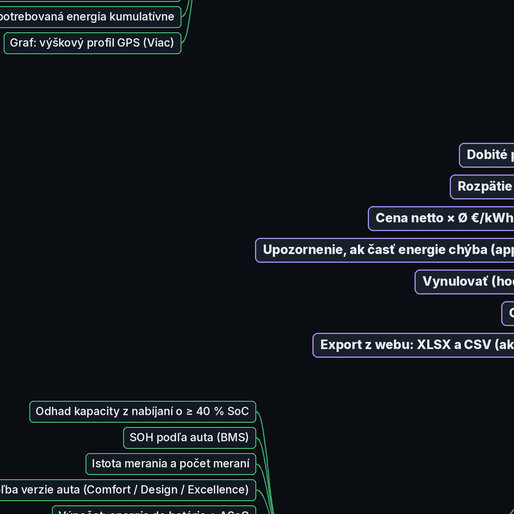 potrebovaná energia kumulatívne
Graf: výškový profil GPS (Viac)
Dobité
Rozpätie
Cena netto × Ø €/kWh
Upozornenie, ak časť energie chýba (app
Vynulovať (ho
Export z webu: XLSX a CSV (ak
Odhad kapacity z nabíjaní o ≥ 40 % SoC
SOH podľa auta (BMS)
Istota merania a počet meraní
ľba verzie auta (Comfort / Design / Excellence)